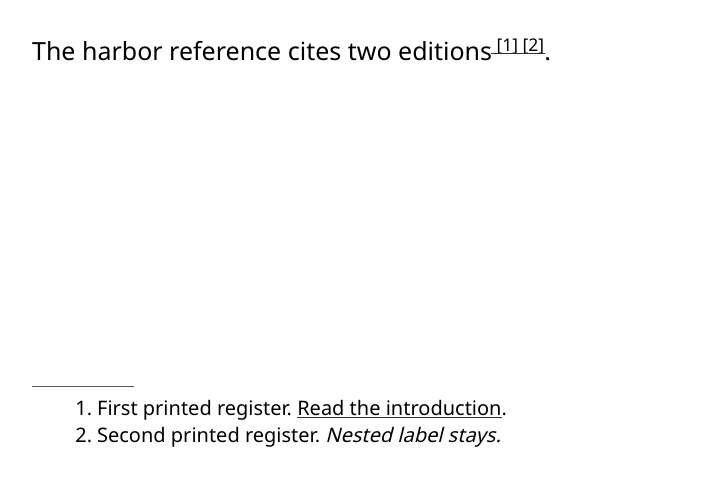 The harbor reference cites two editions [1] [2].
1. First printed register. Read the introduction.
2. Second printed register. Nested label stays.